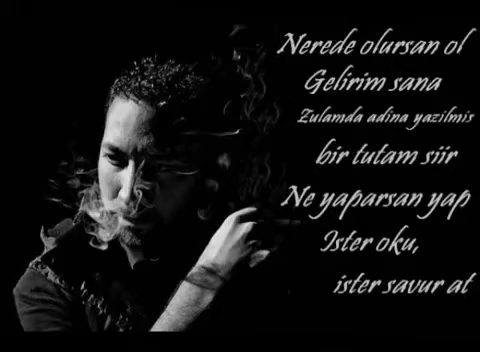 Nerede olursan ol
Gelirim sana
Zulamda adina yazilmis
bir tutam siir
Ne yaparsan yap
Ister oku,
ister savur at